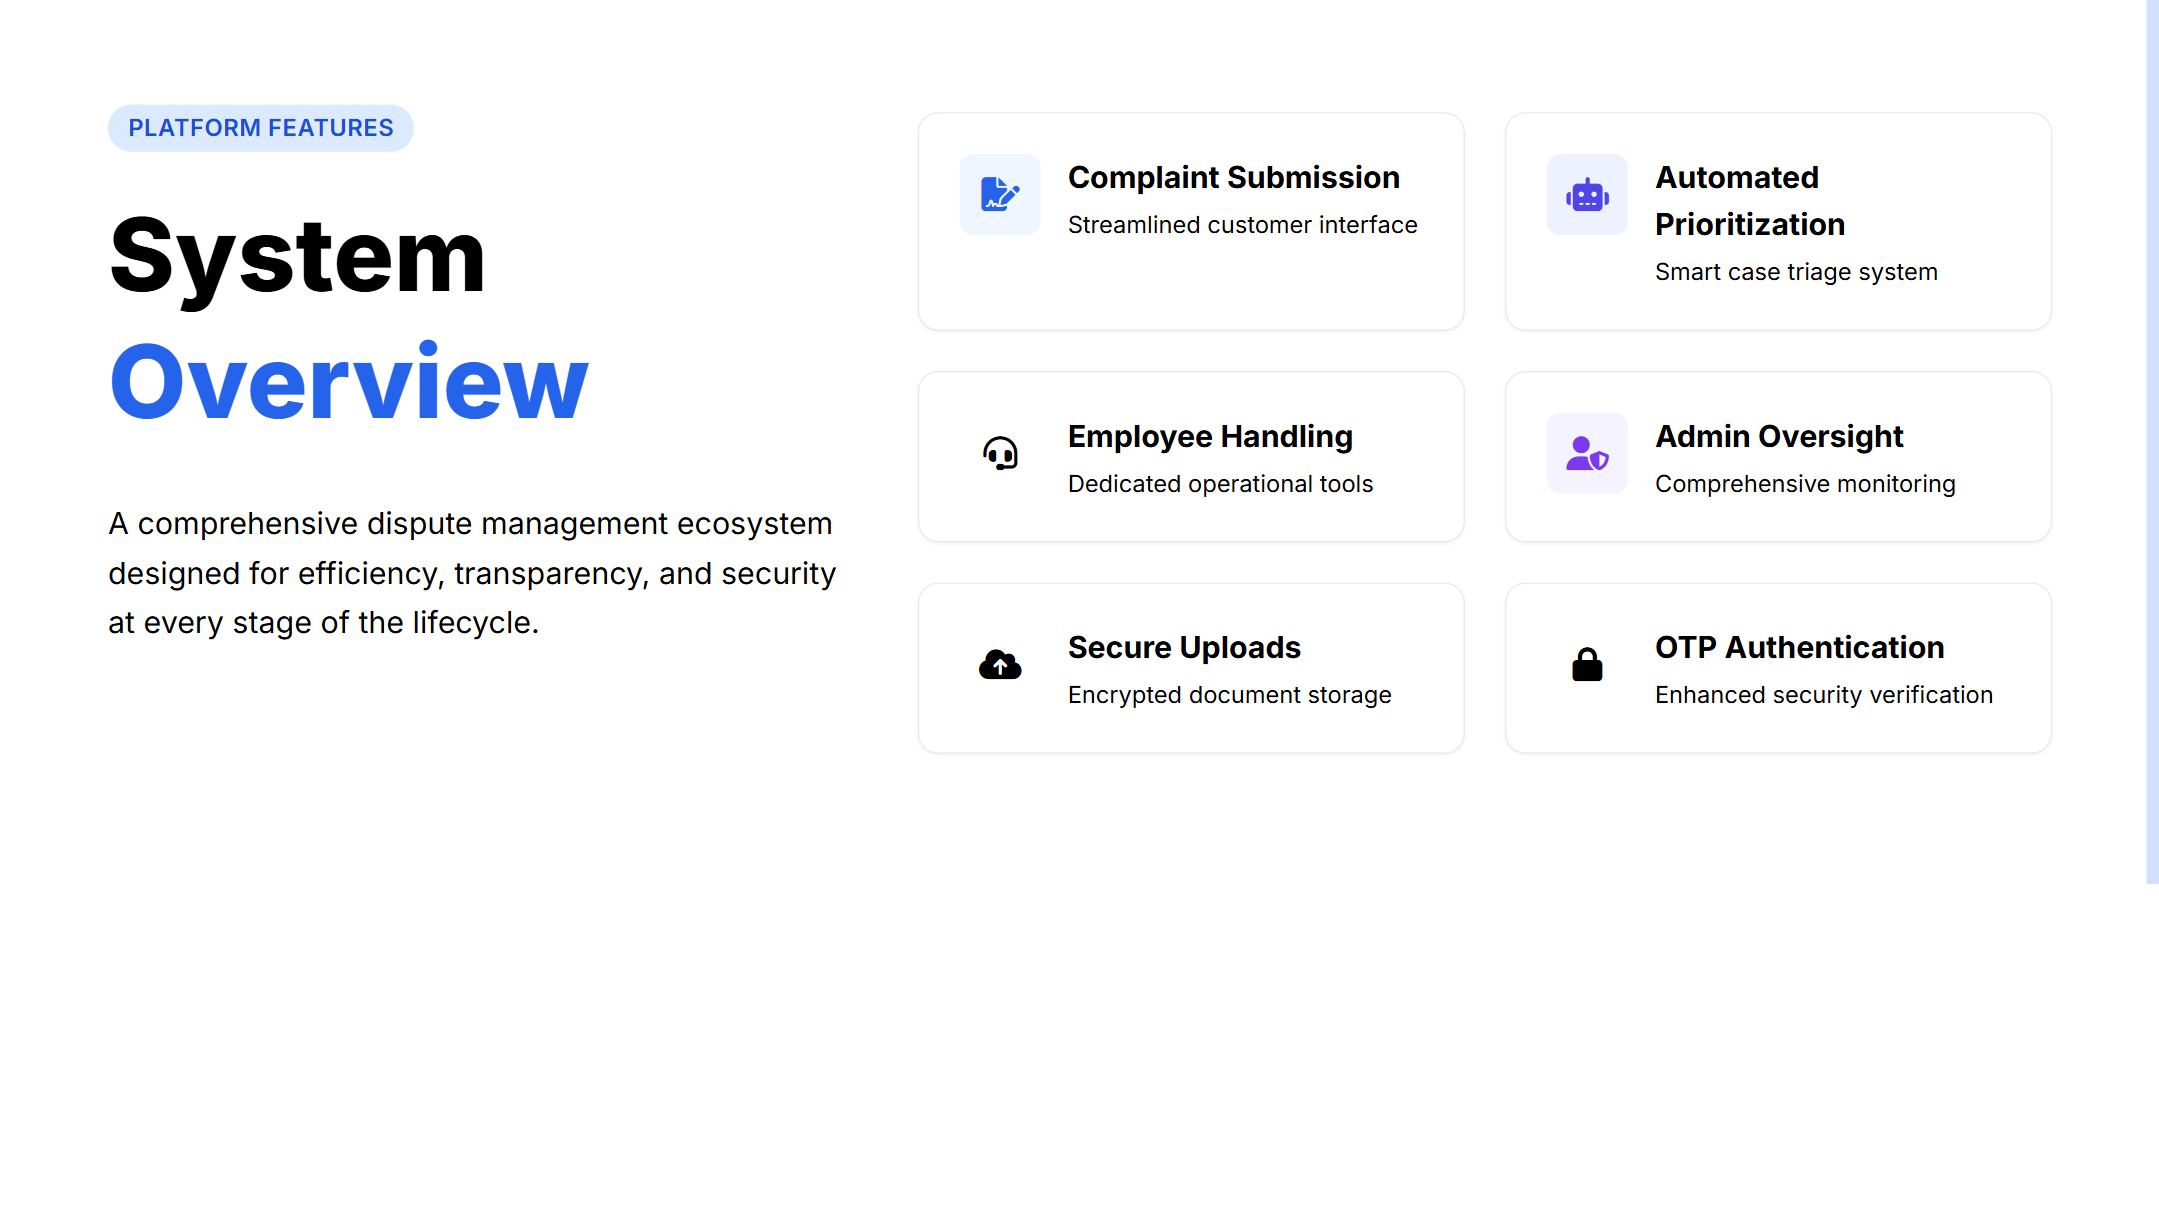 PLATFORM FEATURES
System
Overview
A comprehensive dispute management ecosystem
designed for efficiency, transparency, and security
at every stage of the lifecycle.
Complaint Submission
Streamlined customer interface
Automated
Prioritization
Smart case triage system
Employee Handling
Dedicated operational tools
Admin Oversight
Comprehensive monitoring
Secure Uploads
Encrypted document storage
OTP Authentication
Enhanced security verification